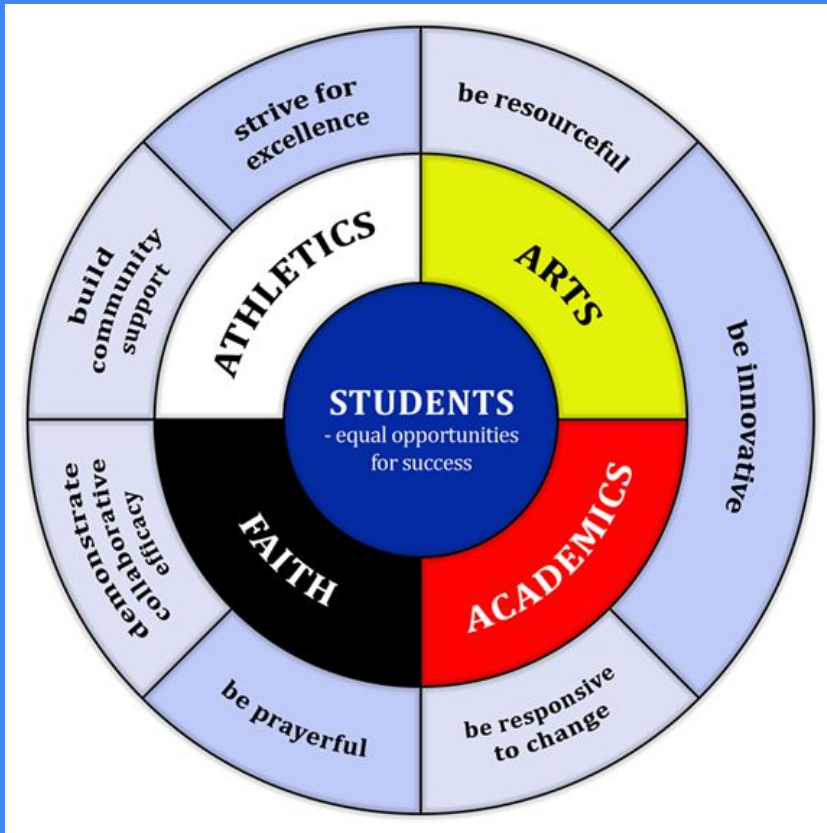 strive for
excellence
be resourceful
build
community
support
ATHLETICS
ARTS
be innovative
STUDENTS
- equal opportunities
for success
demonstrate
collaborative
efficacy
FAITH
ACADEMICS
be prayerful
be responsive
to change